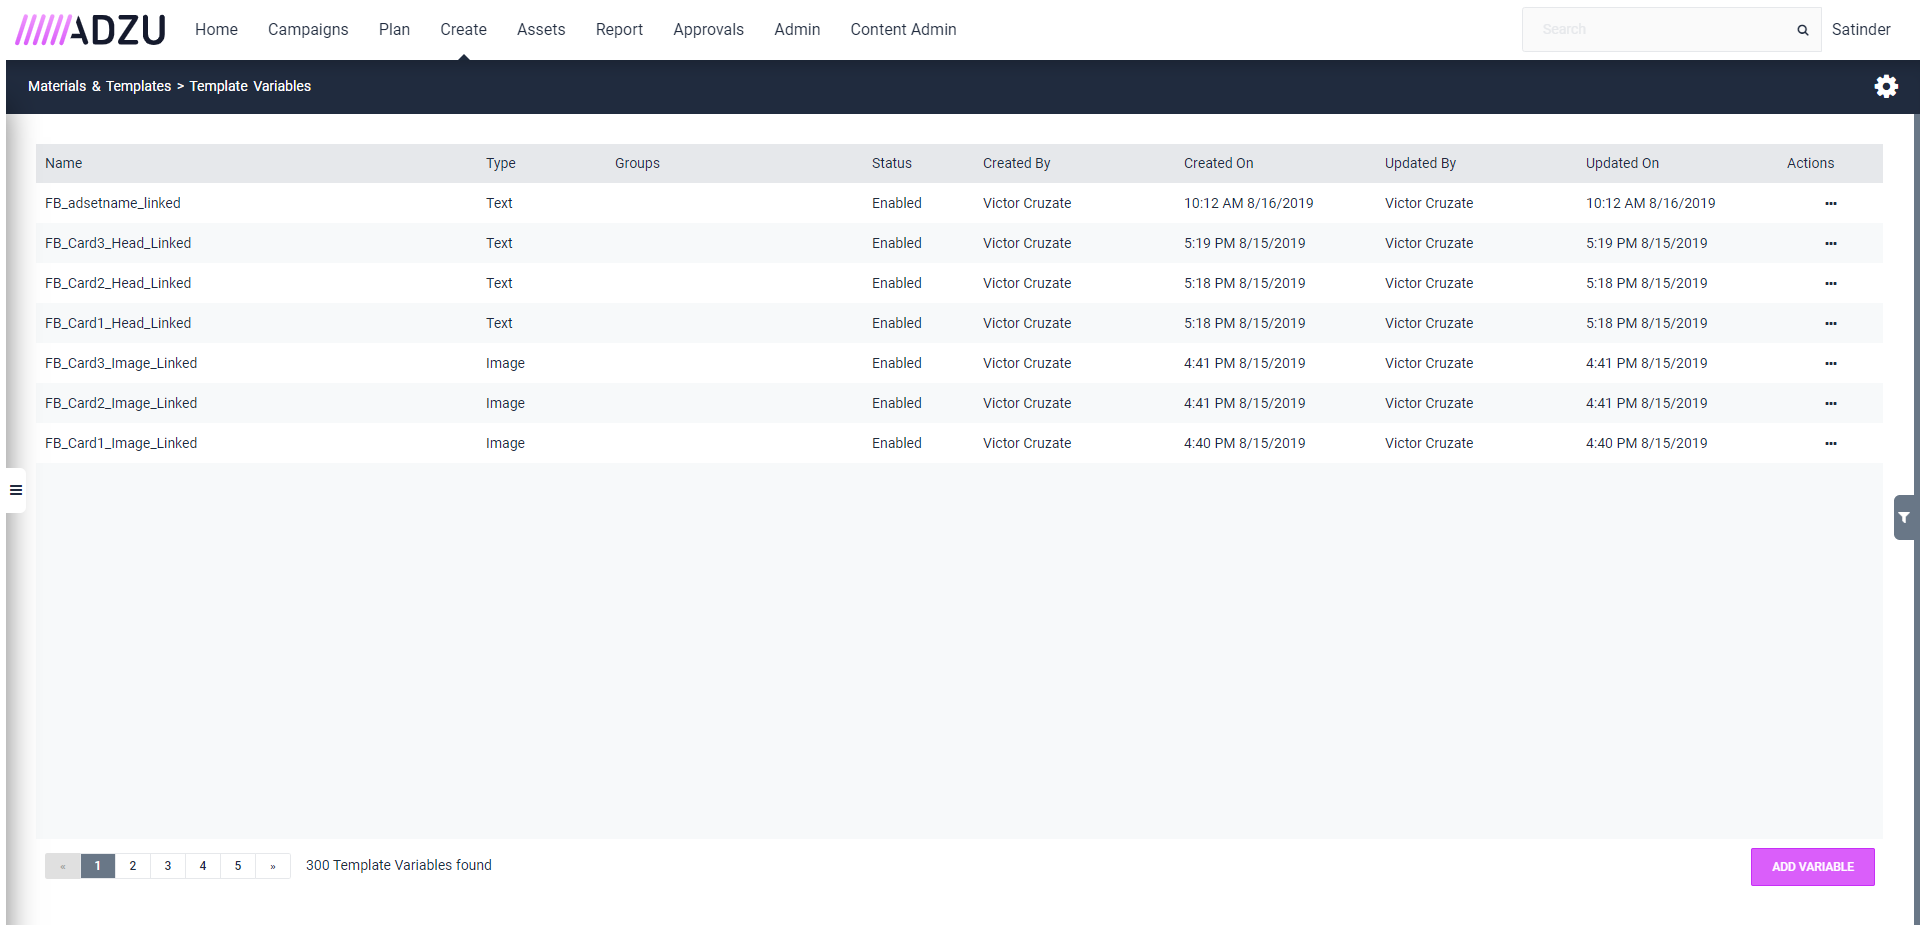 ADZU Home Campaigns Plan Create Assets Report Approvals Admin Content Admin Search Satinder
Materials & Templates > Template Variables
Name Type Groups Status Created By Created On Updated By Updated On Actions
FB_adsetname_linked Text Enabled Victor Cruzate 10:12 AM 8/16/2019 Victor Cruzate 10:12 AM 8/16/2019
FB_Card3_Head_Linked Text Enabled Victor Cruzate 5:19 PM 8/15/2019 Victor Cruzate 5:19 PM 8/15/2019
FB_Card2_Head_Linked Text Enabled Victor Cruzate 5:18 PM 8/15/2019 Victor Cruzate 5:18 PM 8/15/2019
FB_Card1_Head_Linked Text Enabled Victor Cruzate 5:18 PM 8/15/2019 Victor Cruzate 5:18 PM 8/15/2019
FB_Card3_Image_Linked Image Enabled Victor Cruzate 4:41 PM 8/15/2019 Victor Cruzate 4:41 PM 8/15/2019
FB_Card2_Image_Linked Image Enabled Victor Cruzate 4:41 PM 8/15/2019 Victor Cruzate 4:41 PM 8/15/2019
FB_Card1_Image_Linked Image Enabled Victor Cruzate 4:40 PM 8/15/2019 Victor Cruzate 4:40 PM 8/15/2019
« 1 2 3 4 5 » 300 Template Variables found ADD VARIABLE